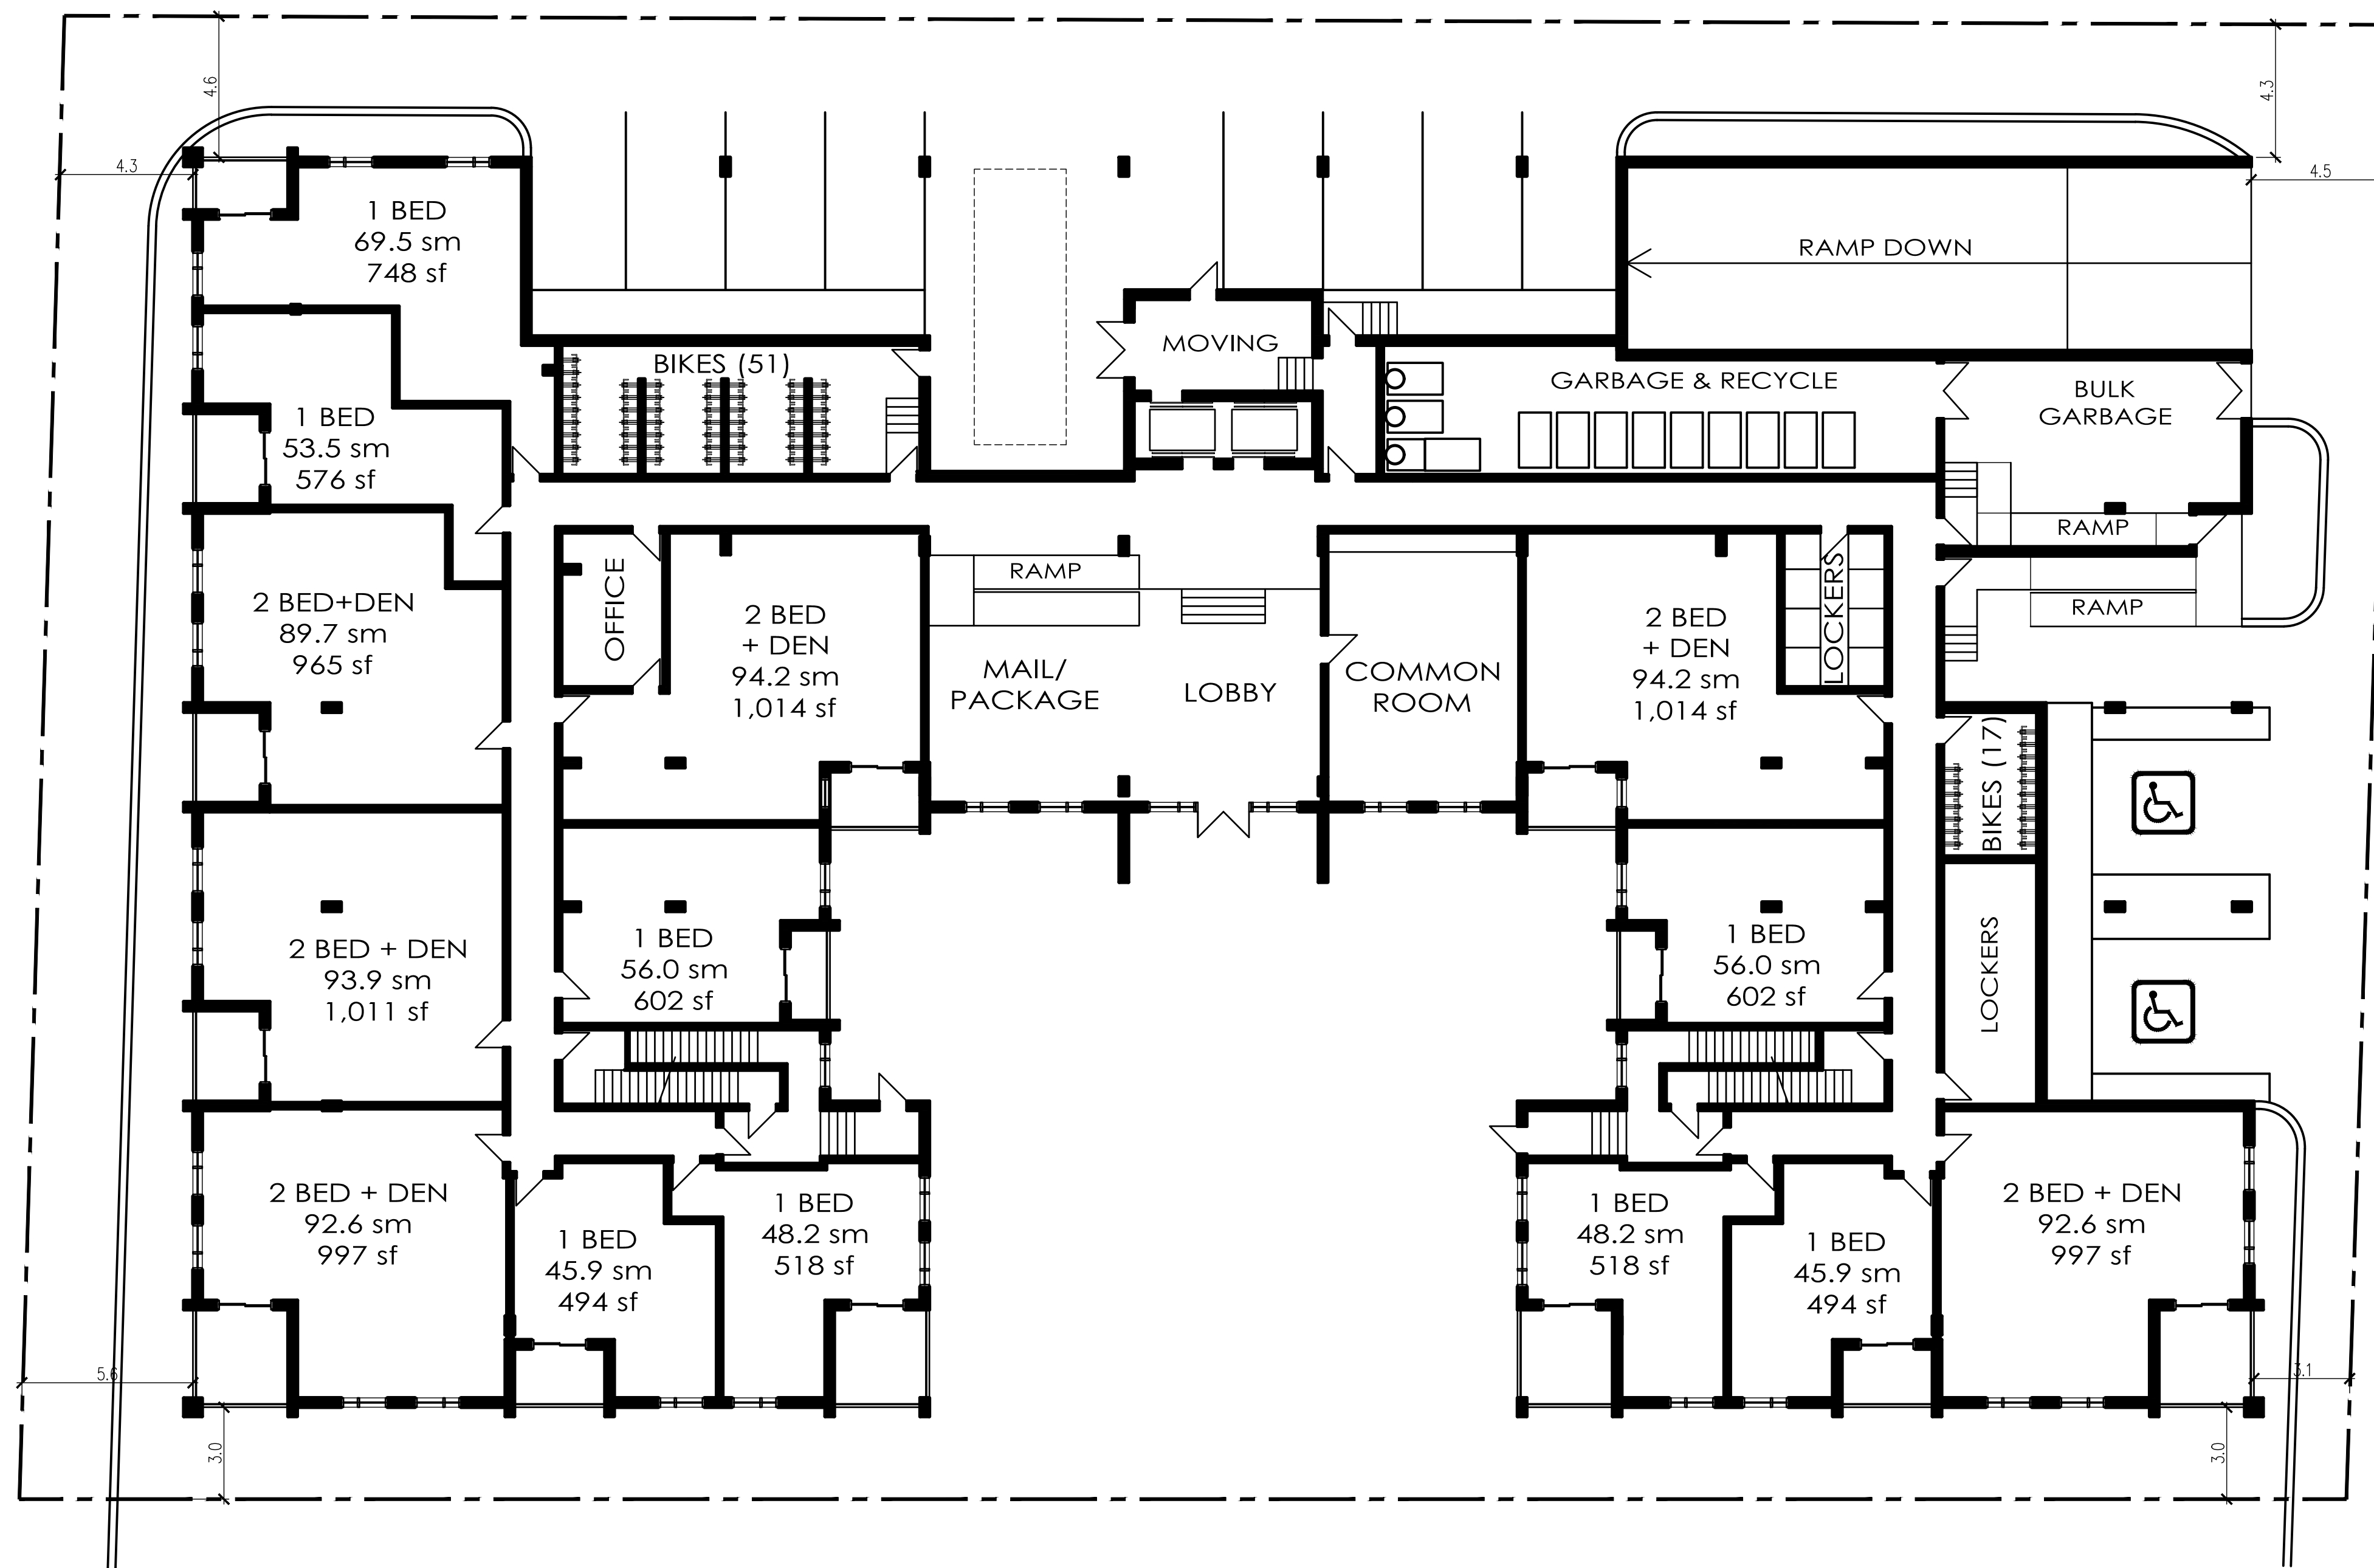 4.6
4.3
4.3
4.5
1 BED
69.5 sm
748 sf
RAMP DOWN
MOVING
BIKES (51)
GARBAGE & RECYCLE
BULK
GARBAGE
1 BED
53.5 sm
576 sf
RAMP
RAMP
RAMP
OFFICE
LOCKERS
2 BED+DEN
89.7 sm
965 sf
2 BED
+ DEN
94.2 sm
1,014 sf
MAIL/
PACKAGE
LOBBY
COMMON
ROOM
2 BED
+ DEN
94.2 sm
1,014 sf
BIKES (17)
2 BED + DEN
93.9 sm
1,011 sf
1 BED
56.0 sm
602 sf
1 BED
56.0 sm
602 sf
LOCKERS
2 BED + DEN
92.6 sm
997 sf
1 BED
45.9 sm
494 sf
1 BED
48.2 sm
518 sf
1 BED
48.2 sm
518 sf
1 BED
45.9 sm
494 sf
2 BED + DEN
92.6 sm
997 sf
5.6
3.1
3.0
3.0